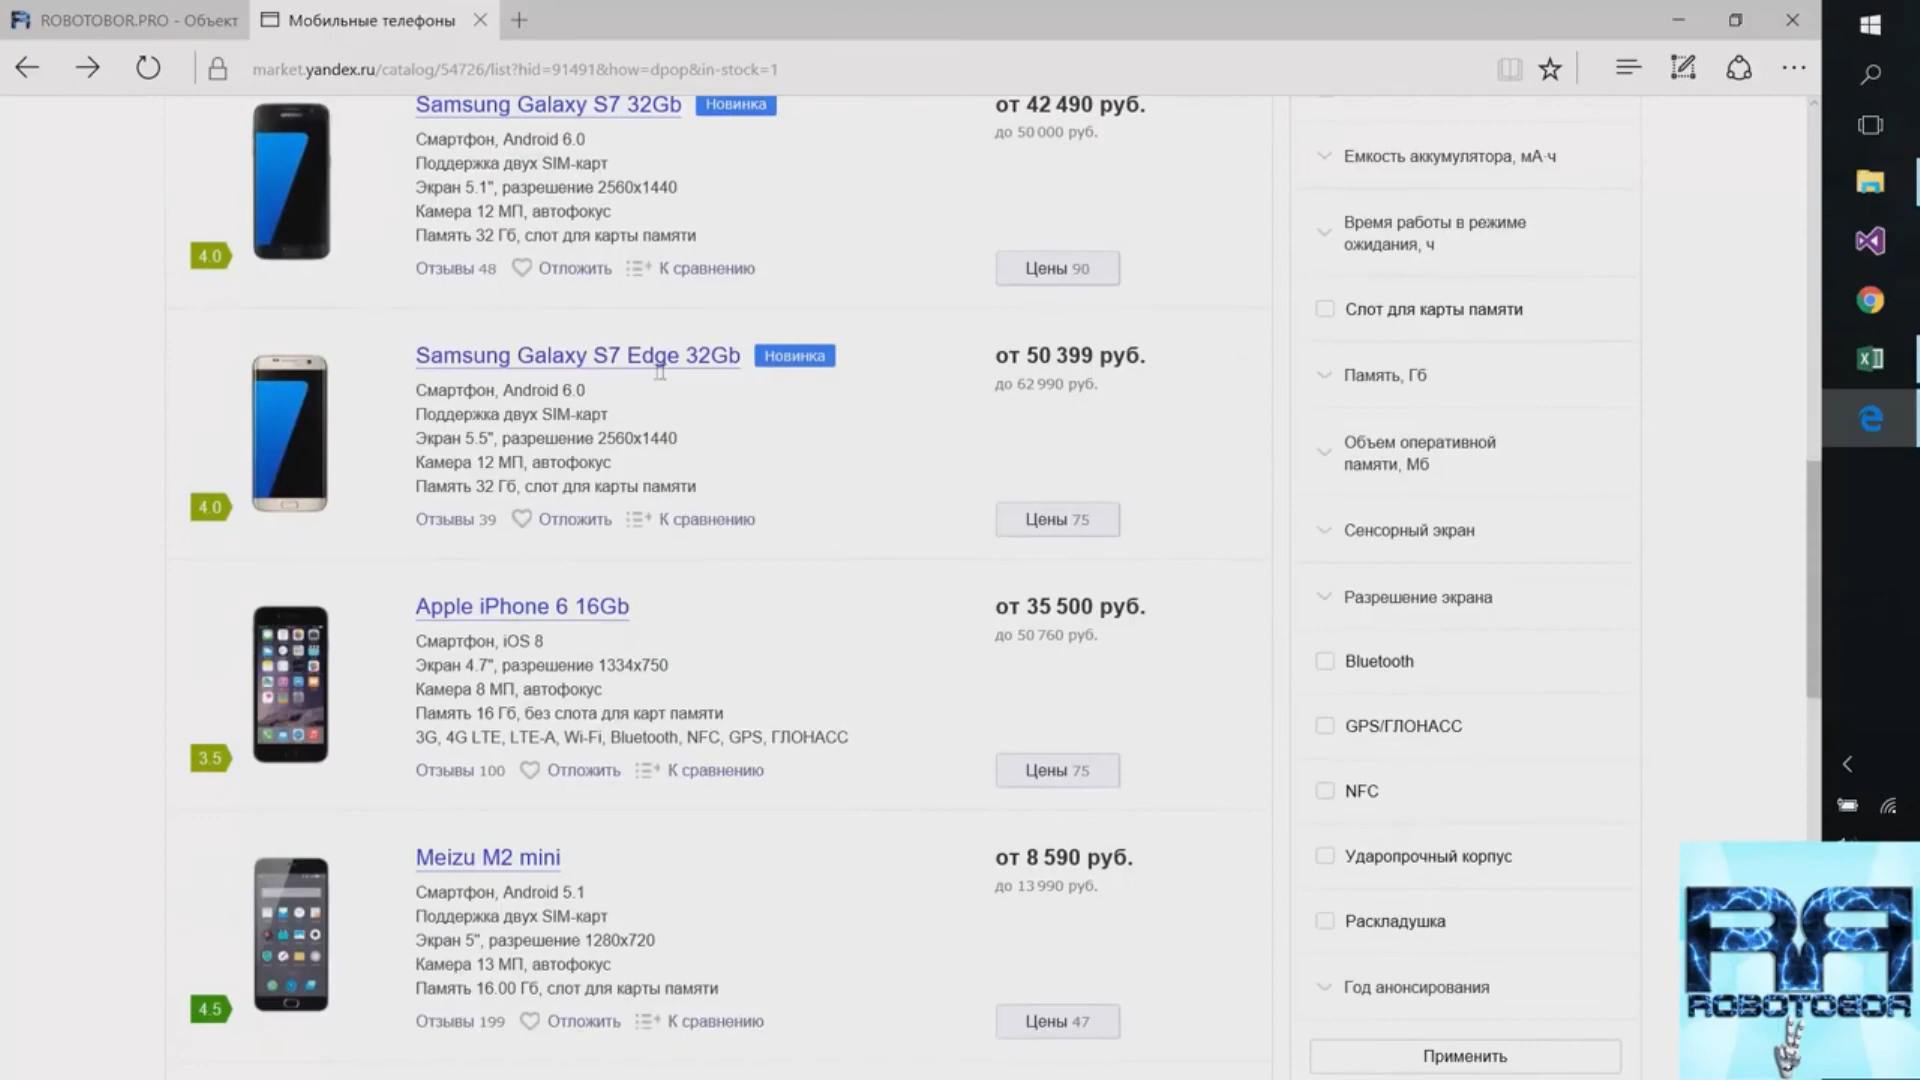 ROBOTOBOR.PRO - Объект
Мобильные телефоны
market.yandex.ru/catalog/54726/list?hid=91491&how=dpop&in-stock=1
Samsung Galaxy S7 32Gb Новинка
от 42 490 руб.
до 50 000 руб.
Смартфон, Android 6.0
Поддержка двух SIM-карт
Экран 5.1", разрешение 2560x1440
Камера 12 МП, автофокус
Память 32 Гб, слот для карты памяти
4.0
Отзывы 48 Отложить К сравнению
Цены 90
Samsung Galaxy S7 Edge 32Gb Новинка
от 50 399 руб.
до 62 990 руб.
Смартфон, Android 6.0
Поддержка двух SIM-карт
Экран 5.5", разрешение 2560x1440
Камера 12 МП, автофокус
Память 32 Гб, слот для карты памяти
4.0
Отзывы 39 Отложить К сравнению
Цены 75
Apple iPhone 6 16Gb
от 35 500 руб.
до 50 760 руб.
Смартфон, iOS 8
Экран 4.7", разрешение 1334x750
Камера 8 МП, автофокус
Память 16 Гб, без слота для карт памяти
3G, 4G LTE, LTE-A, Wi-Fi, Bluetooth, NFC, GPS, ГЛОНАСС
3.5
Отзывы 100 Отложить К сравнению
Цены 75
Meizu M2 mini
от 8 590 руб.
до 13 990 руб.
Смартфон, Android 5.1
Поддержка двух SIM-карт
Экран 5", разрешение 1280x720
Камера 13 МП, автофокус
Память 16.00 Гб, слот для карты памяти
4.5
Отзывы 199 Отложить К сравнению
Цены 47
Емкость аккумулятора, мА·ч
Время работы в режиме
ожидания, ч
Слот для карты памяти
Память, Гб
Объем оперативной
памяти, Мб
Сенсорный экран
Разрешение экрана
Bluetooth
GPS/ГЛОНАСС
NFC
Ударопрочный корпус
Раскладушка
Год анонсирования
Применить
ROBOTOBOR